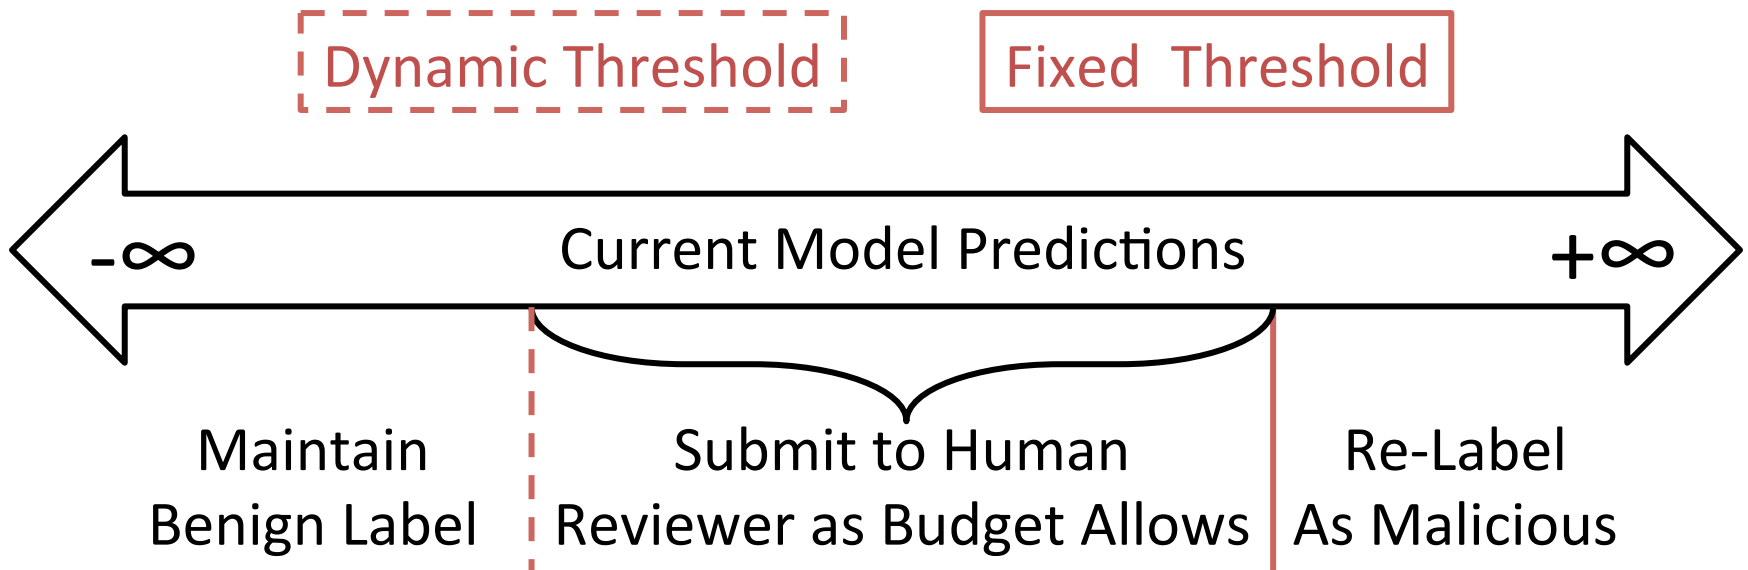 Dynamic Threshold
Fixed Threshold
-∞
Current Model Predictions
+∞
Maintain
Benign Label
Submit to Human
Reviewer as Budget Allows
Re-Label
As Malicious